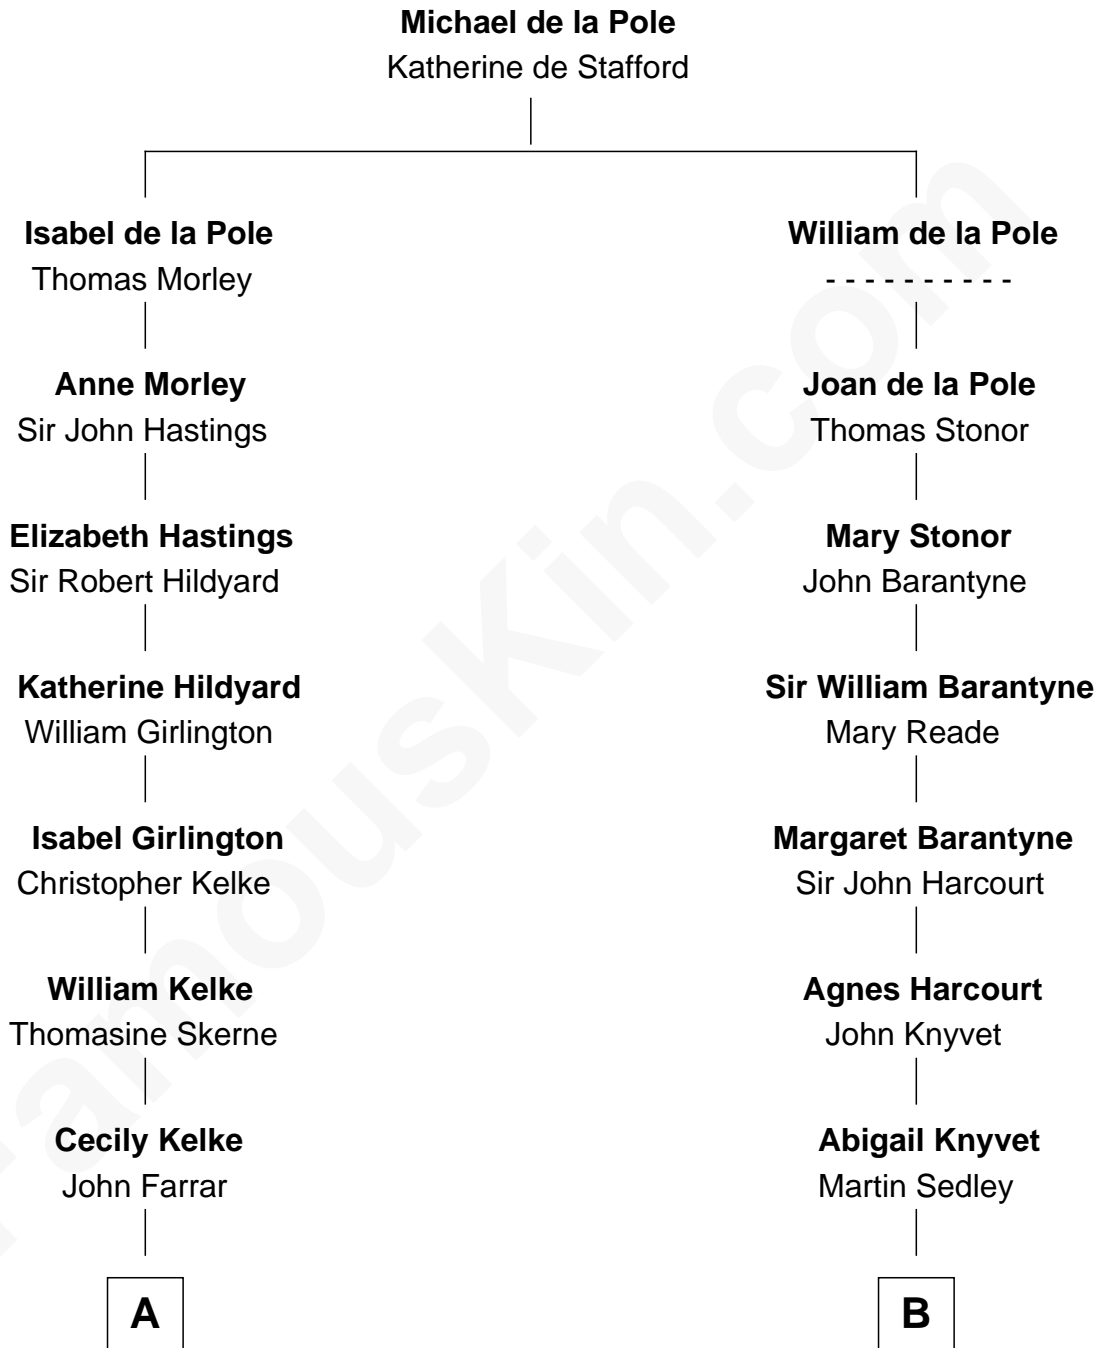 Michael de la Pole
Katherine de Stafford
Isabel de la Pole
Thomas Morley
William de la Pole
- - - - - - - - - -
Anne Morley
Sir John Hastings
Joan de la Pole
Thomas Stonor
Elizabeth Hastings
Sir Robert Hildyard
Mary Stonor
John Barantyne
Katherine Hildyard
William Girlington
Sir William Barantyne
Mary Reade
Isabel Girlington
Christopher Kelke
Margaret Barantyne
Sir John Harcourt
William Kelke
Thomasine Skerne
Agnes Harcourt
John Knyvet
Cecily Kelke
John Farrar
Abigail Knyvet
Martin Sedley
A
B
FamousKin.com